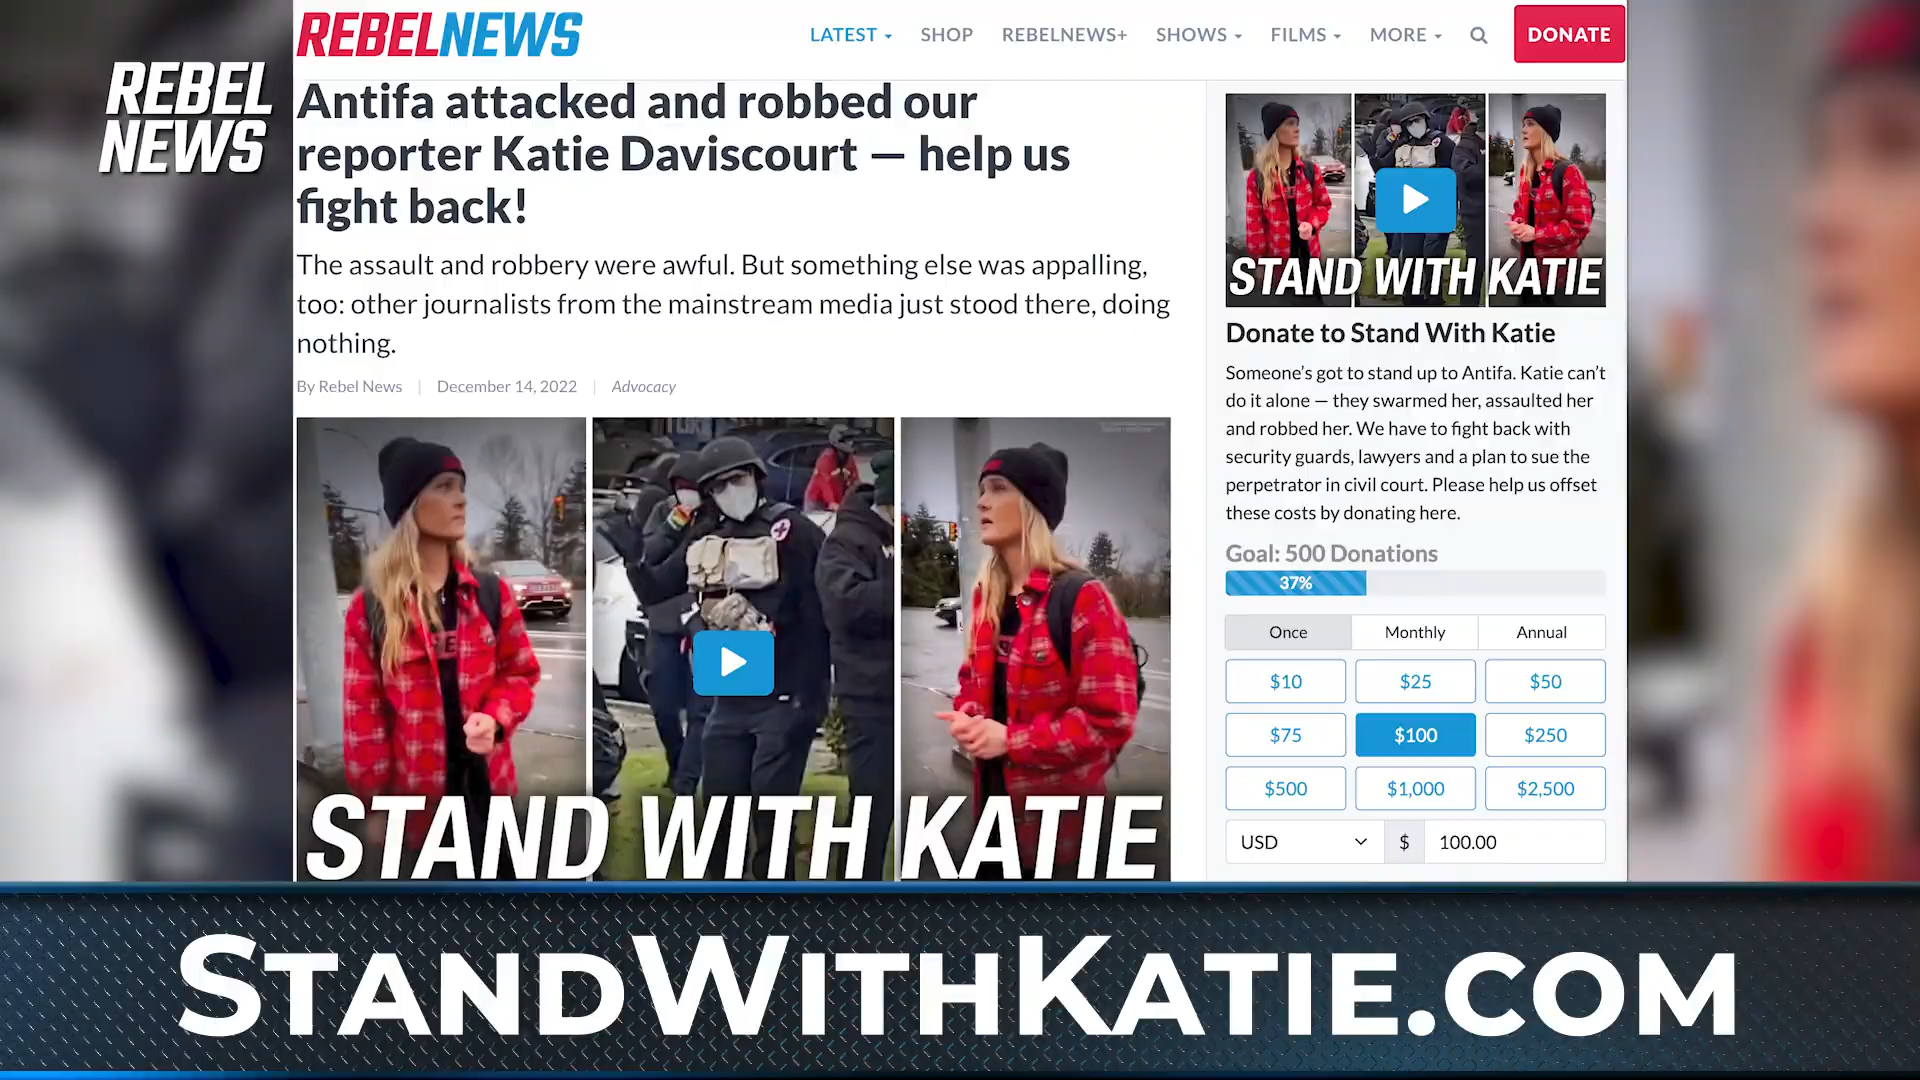 REBEL
NEWS
REBELNEWS
LATEST
SHOP
REBELNEWS+
SHOWS
FILMS
MORE
DONATE
Antifa attacked and robbed our
reporter Katie Daviscourt — help us
fight back!
The assault and robbery were awful. But something else was appalling,
too: other journalists from the mainstream media just stood there, doing
nothing.
By Rebel News | December 14, 2022 | Advocacy
STAND WITH KATIE
STAND WITH KATIE
Donate to Stand With Katie
Someone's got to stand up to Antifa. Katie can't
do it alone — they swarmed her, assaulted her
and robbed her. We have to fight back with
security guards, lawyers and a plan to sue the
perpetrator in civil court. Please help us offset
these costs by donating here.
Goal: 500 Donations
37%
Once
Monthly
Annual
$10
$25
$50
$75
$100
$250
$500
$1,000
$2,500
USD
$
100.00
STANDWITHKATIE.COM